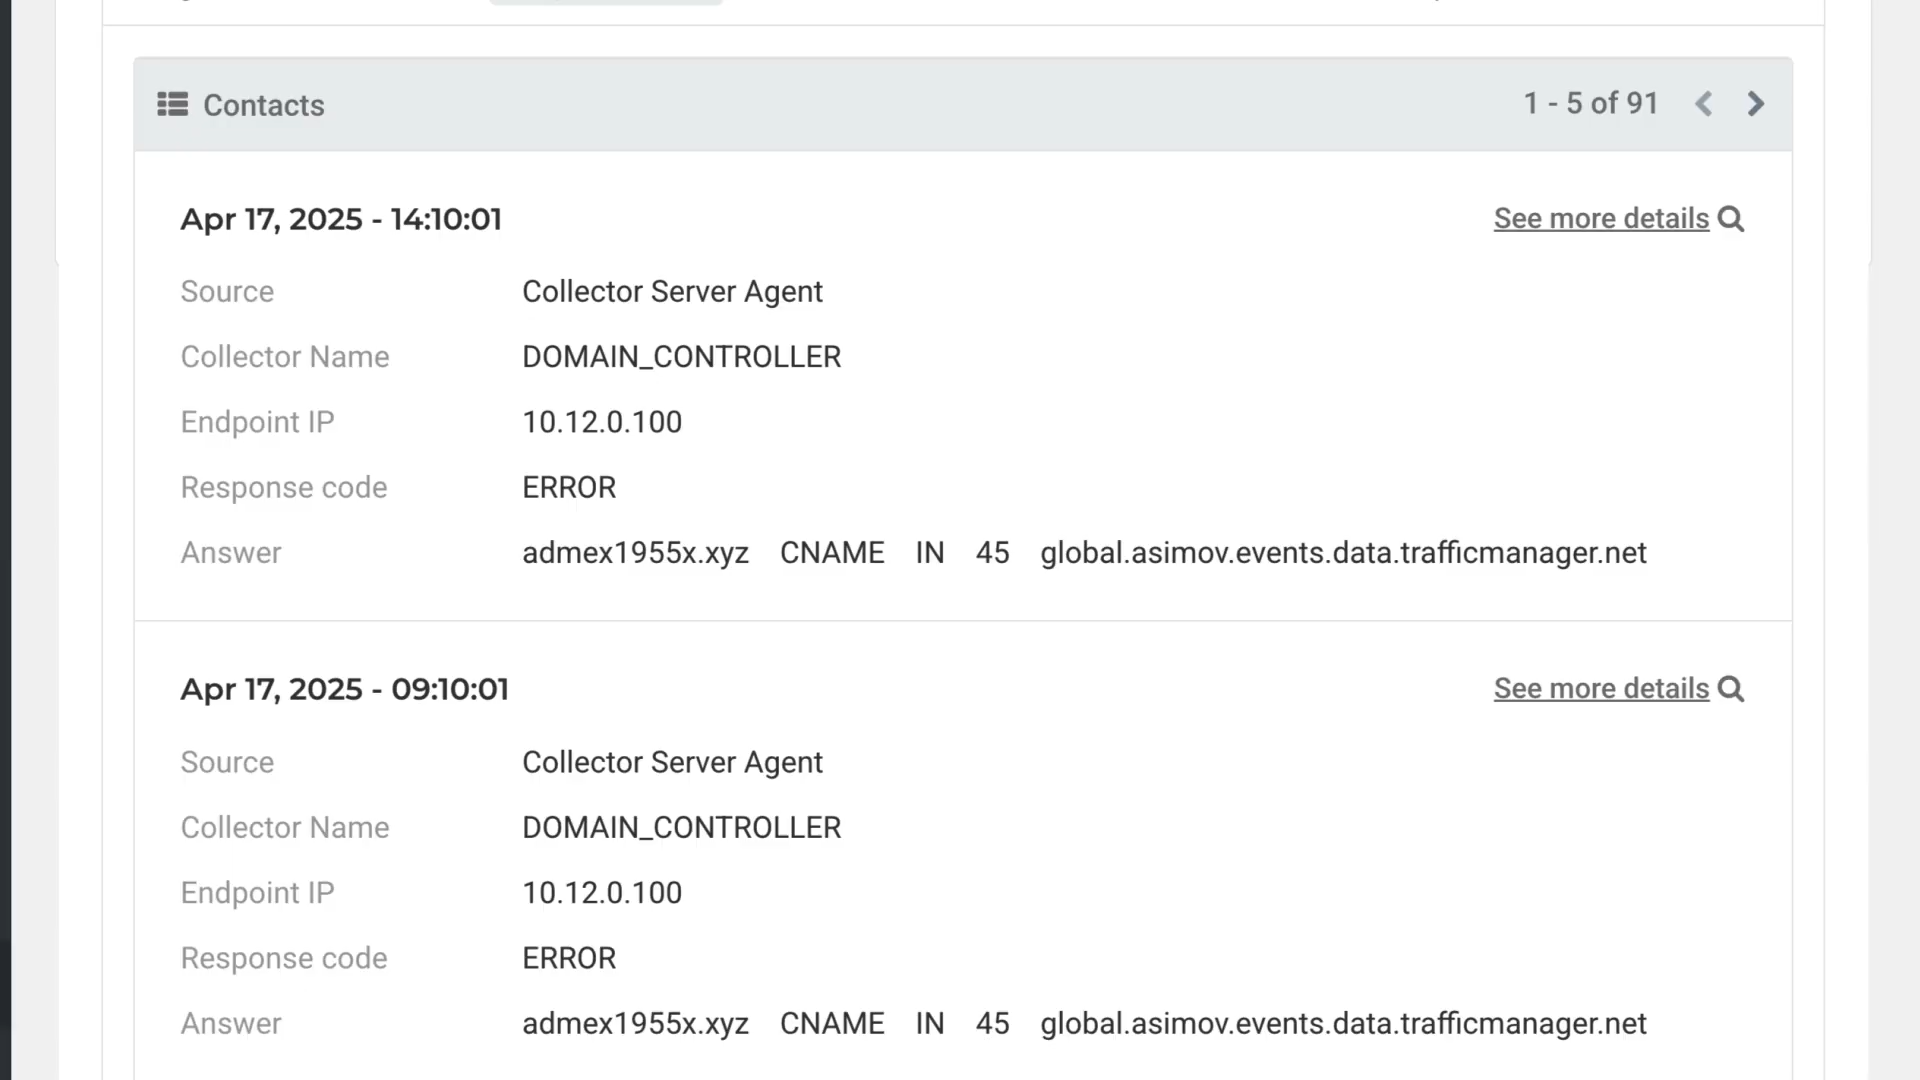 Contacts 1 - 5 of 91
Apr 17, 2025 - 14:10:01 See more details
Source Collector Server Agent
Collector Name DOMAIN_CONTROLLER
Endpoint IP 10.12.0.100
Response code ERROR
Answer admex1955x.xyz CNAME IN 45 global.asimov.events.data.trafficmanager.net
Apr 17, 2025 - 09:10:01 See more details
Source Collector Server Agent
Collector Name DOMAIN_CONTROLLER
Endpoint IP 10.12.0.100
Response code ERROR
Answer admex1955x.xyz CNAME IN 45 global.asimov.events.data.trafficmanager.net